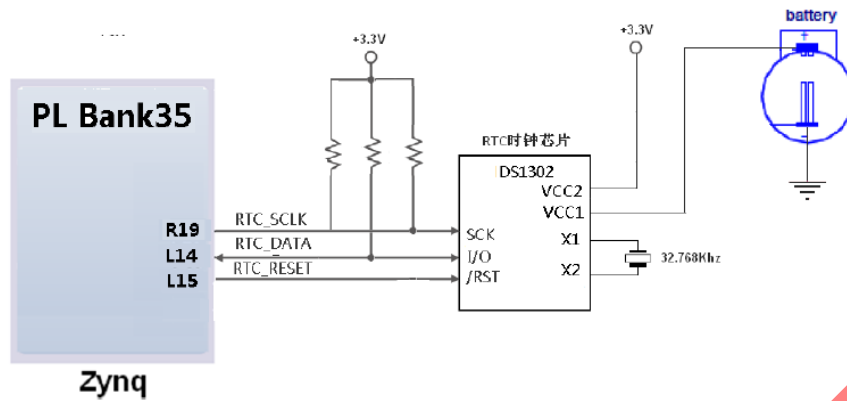 battery
+
+3.3V
+3.3V
PL Bank35
RTC时钟芯片
DS1302
VCC2
VCC1
-
R19
RTC_SCLK
SCK
X1
L14
RTC_DATA
I/O
32.768Khz
L15
RTC_RESET
/RST
X2
Zynq